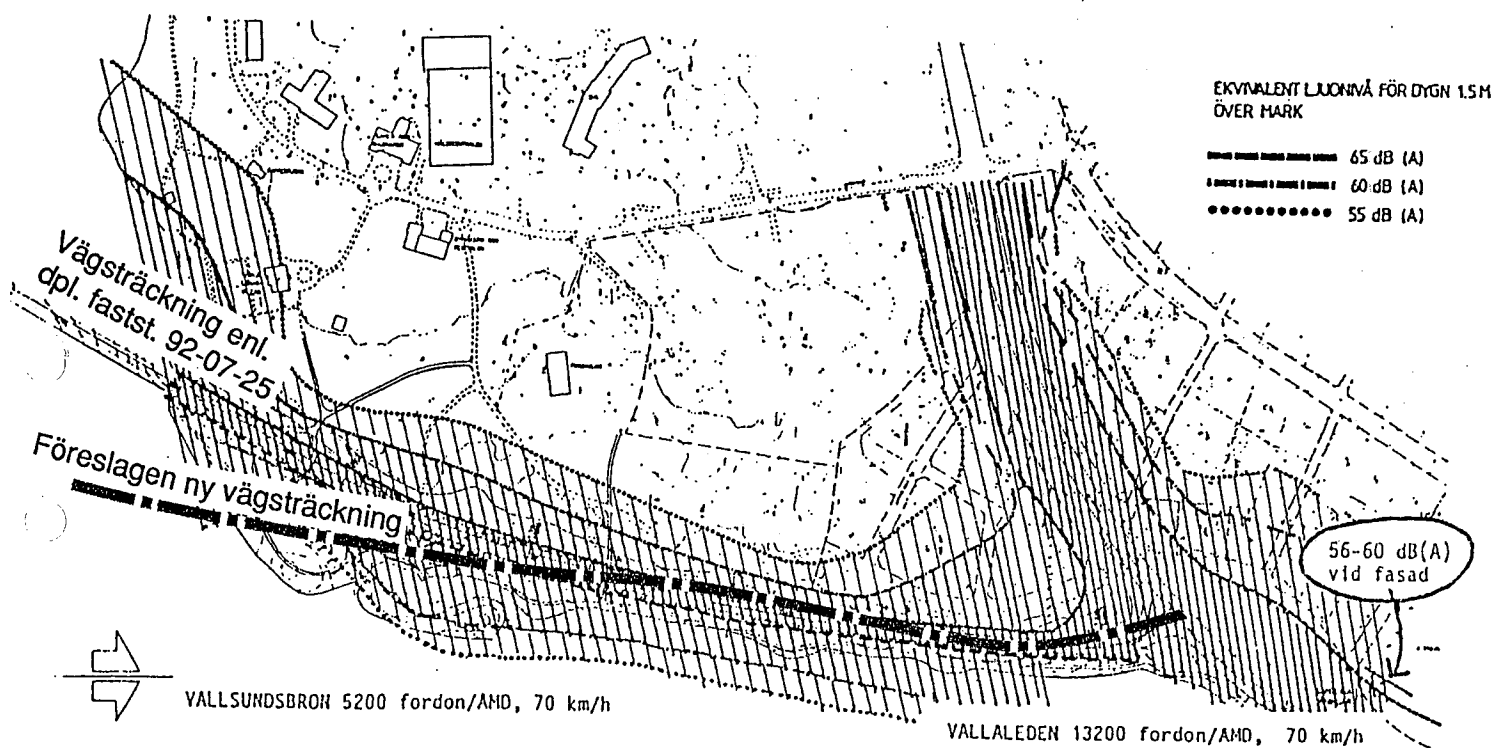 EKVIVALENT LJUDNIVÅ FÖR DYGN 1.5 M
ÖVER MARK
65 dB (A)
60 dB (A)
55 dB (A)
Vägsträckning enl.
dpl. fastst. 92-07-25
Föreslagen ny vägsträckning
56-60 dB(A)
vid fasad
VALLSUNDSBRON 5200 fordon/ÅMD, 70 km/h
VALLALEDEN 13200 fordon/ÅMD, 70 km/h